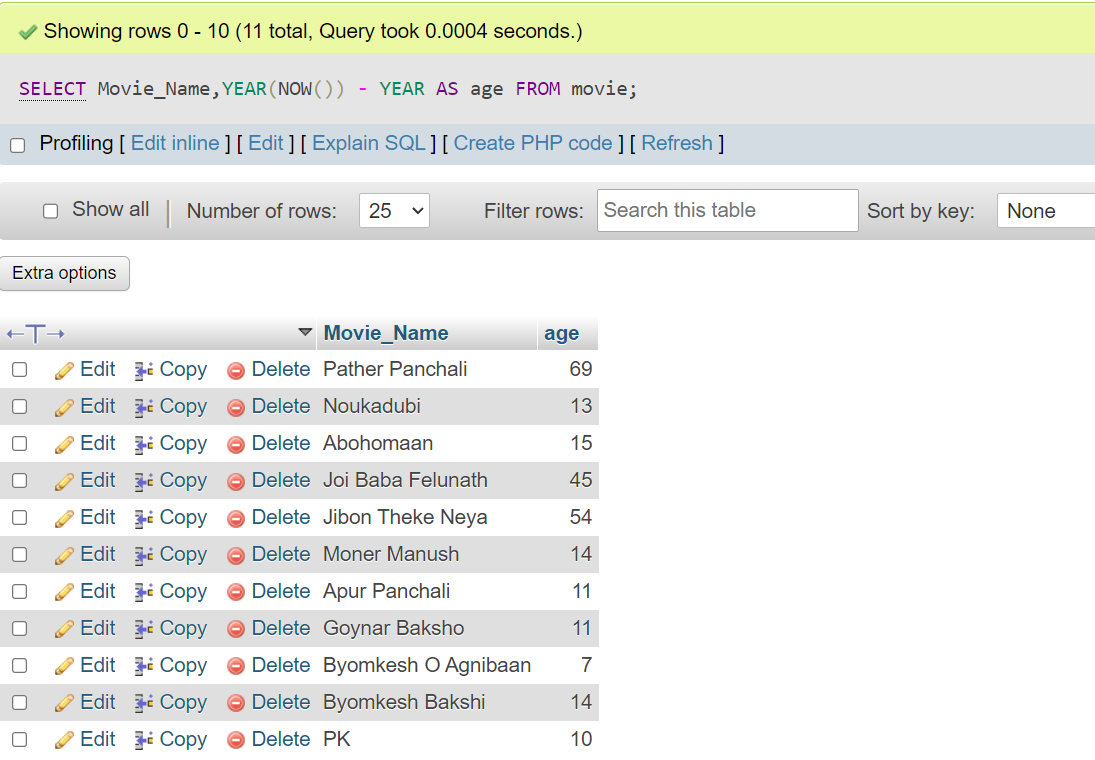 Showing rows 0 - 10 (11 total, Query took 0.0004 seconds.)
SELECT Movie_Name,YEAR(NOW()) - YEAR AS age FROM movie;
Profiling [ Edit inline ] [ Edit ] [ Explain SQL ] [ Create PHP code ] [ Refresh ]
Show all | Number of rows: 25 Filter rows: Search this table Sort by key: None
Extra options
←T→ Movie_Name age
Edit Copy Delete Pather Panchali 69
Edit Copy Delete Noukadubi 13
Edit Copy Delete Abohomaan 15
Edit Copy Delete Joi Baba Felunath 45
Edit Copy Delete Jibon Theke Neya 54
Edit Copy Delete Moner Manush 14
Edit Copy Delete Apur Panchali 11
Edit Copy Delete Goynar Baksho 11
Edit Copy Delete Byomkesh O Agnibaan 7
Edit Copy Delete Byomkesh Bakshi 14
Edit Copy Delete PK 10